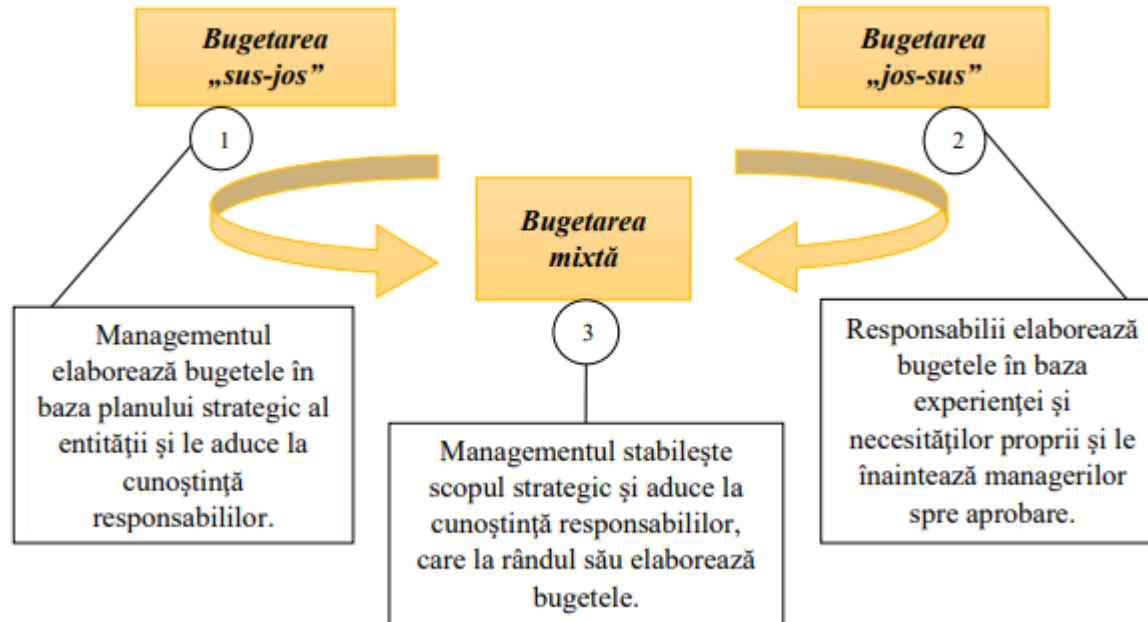 Bugetarea
„sus-jos”
1
Bugetarea
„jos-sus”
2
Bugetarea
mixtă
3
Managementul
elaborează bugetele în
baza planului strategic al
entității și le aduce la
cunoștință
responsabililor.
Managementul stabilește
scopul strategic și aduce la
cunoștință responsabililor,
care la rândul său elaborează
bugetele.
Responsabilii elaborează
bugetele în baza
experienței și
necesităților proprii și le
înaintează managerilor
spre aprobare.